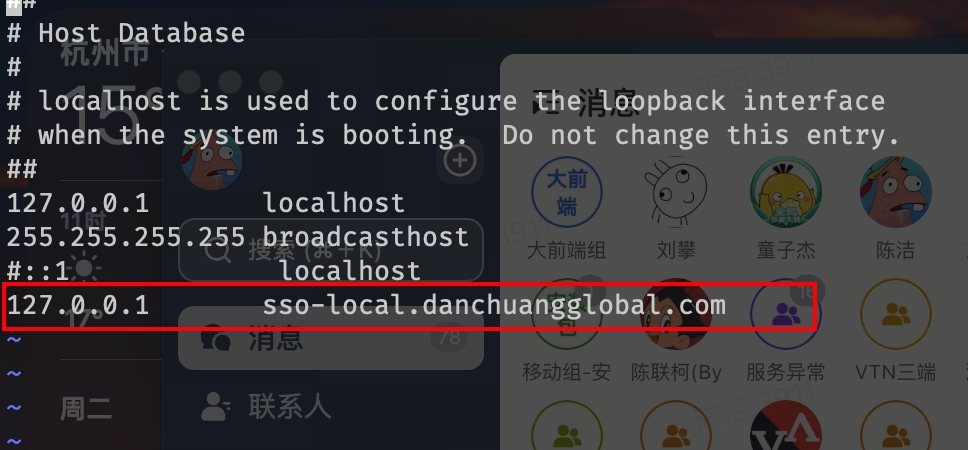 ##
# Host Database
#
# localhost is used to configure the loopback interface
# when the system is booting.  Do not change this entry.
##
127.0.0.1       localhost
255.255.255.255 broadcasthost
#::1             localhost
127.0.0.1       sso-local.danchuangglobal.com
~
~
~
~
杭州市
15°
11时
17°
周二
搜索 (⌘+K)
消息
78
联系人
消息
大前端
大前端组
刘攀
童子杰
陈洁
16
移动组-安
陈联柯(By
服务异常
VTN三端